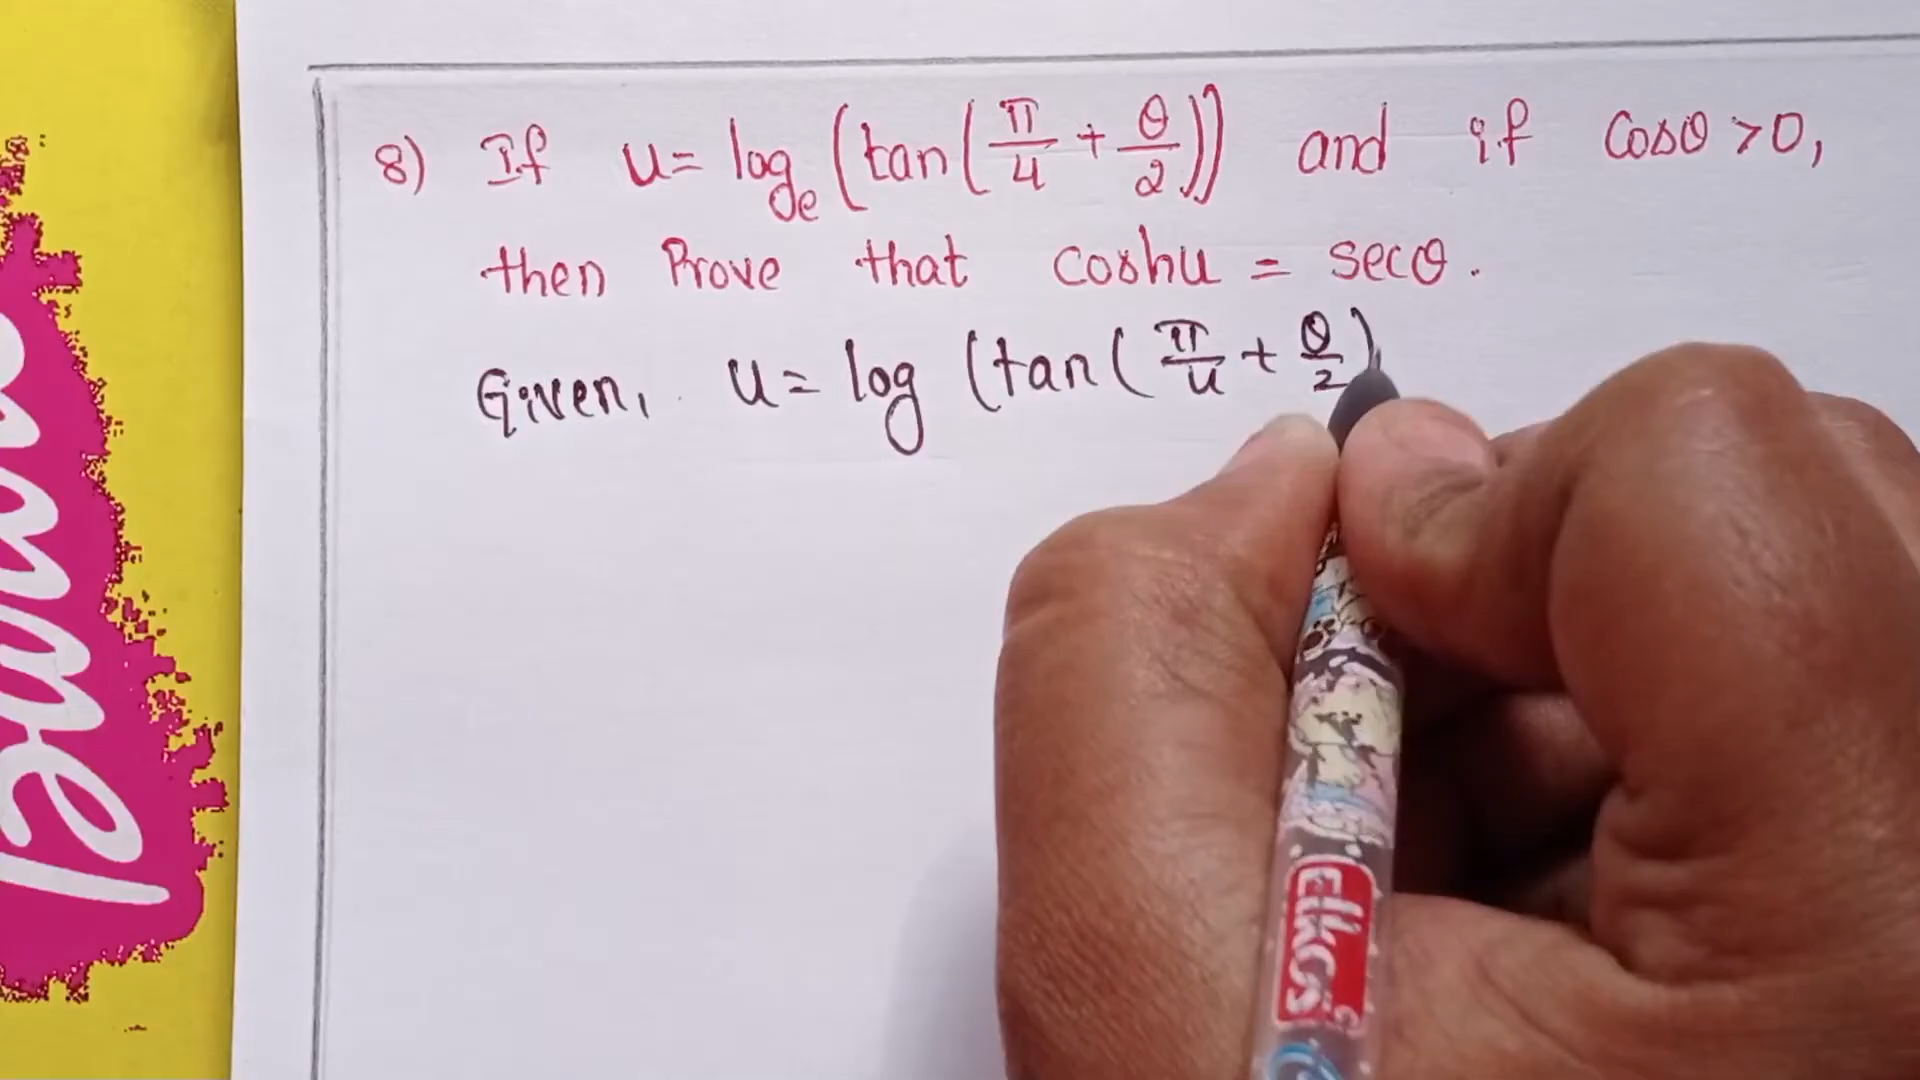 8) If u = log_e (tan(π/4 + θ/2)) and if cosθ > 0,
then Prove that coshu = secθ.
Given, u = log (tan(π/4 + θ/2)
Elkos